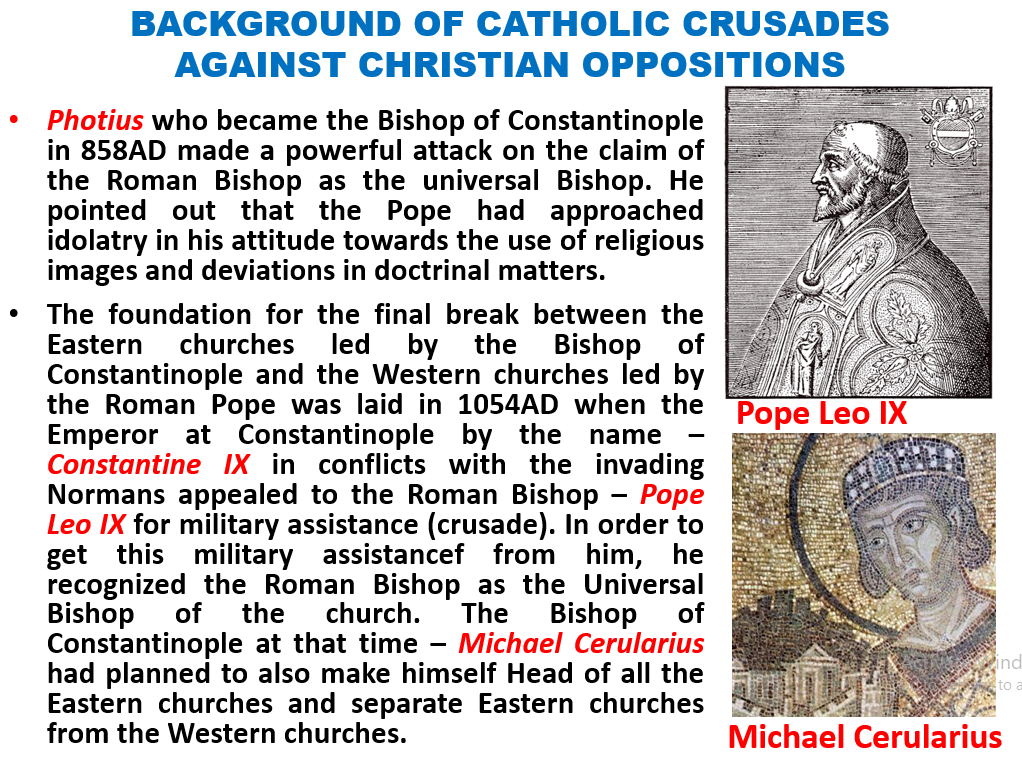 BACKGROUND OF CATHOLIC CRUSADES
AGAINST CHRISTIAN OPPOSITIONS
• Photius who became the Bishop of Constantinople
in 858AD made a powerful attack on the claim of
the Roman Bishop as the universal Bishop. He
pointed out that the Pope had approached
idolatry in his attitude towards the use of religious
images and deviations in doctrinal matters.
• The foundation for the final break between the
Eastern churches led by the Bishop of
Constantinople and the Western churches led by
the Roman Pope was laid in 1054AD when the
Emperor at Constantinople by the name –
Constantine IX in conflicts with the invading
Normans appealed to the Roman Bishop – Pope
Leo IX for military assistance (crusade). In order to
get this military assistancef from him, he
recognized the Roman Bishop as the Universal
Bishop of the church. The Bishop of
Constantinople at that time – Michael Cerularius
had planned to also make himself Head of all the
Eastern churches and separate Eastern churches
from the Western churches.
Pope Leo IX
Michael Cerularius